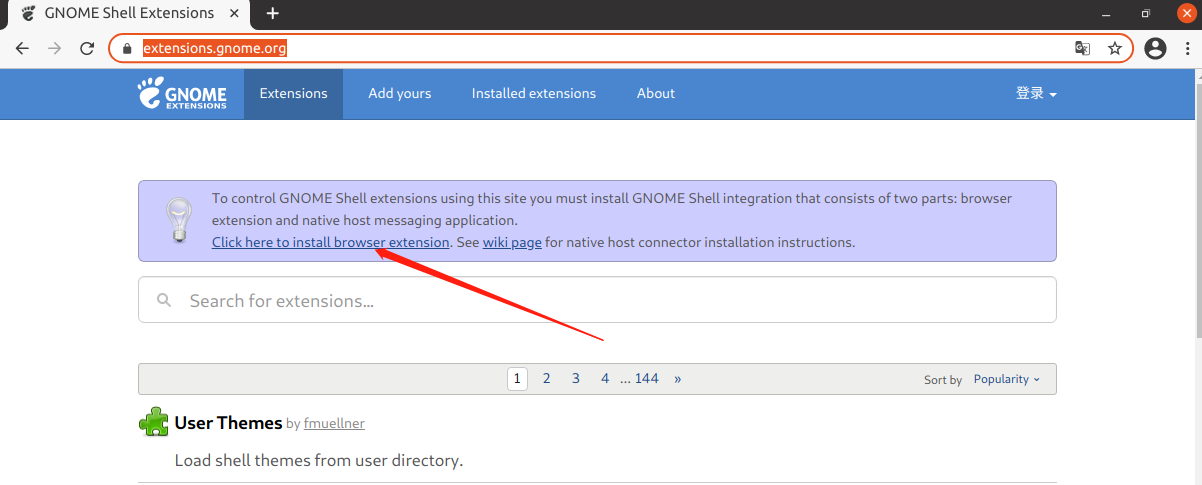 GNOME Shell Extensions
extensions.gnome.org
GNOME
EXTENSIONS
Extensions
Add yours
Installed extensions
About
登录
To control GNOME Shell extensions using this site you must install GNOME Shell integration that consists of two parts: browser
extension and native host messaging application.
Click here to install browser extension. See wiki page for native host connector installation instructions.
Search for extensions...
1 2 3 4 ... 144 »
Sort by Popularity
User Themes by fmuellner
Load shell themes from user directory.